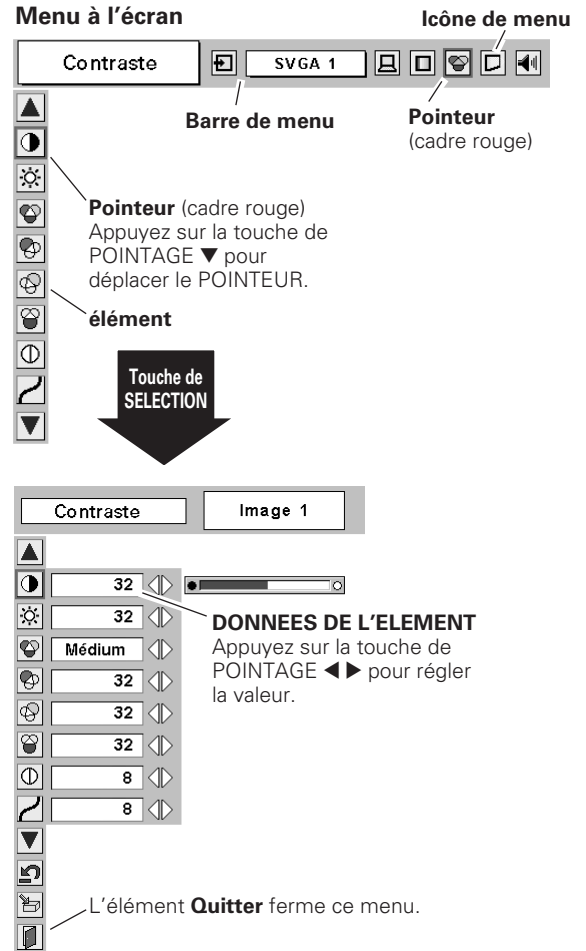 Menu à l'écran
Icône de menu
Contraste
SVGA 1
Barre de menu
Pointeur
(cadre rouge)
Pointeur (cadre rouge)
Appuyez sur la touche de
POINTAGE ▼ pour
déplacer le POINTEUR.
élément
Touche de
SELECTION
Contraste
Image 1
32
32
Médium
32
32
32
8
8
DONNEES DE L'ELEMENT
Appuyez sur la touche de
POINTAGE ◀ ▶ pour régler
la valeur.
L'élément Quitter ferme ce menu.